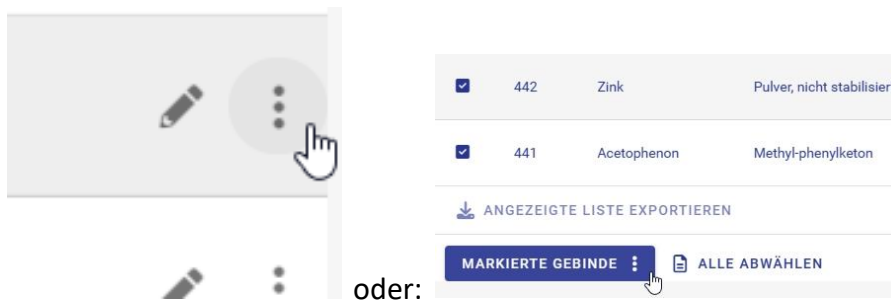 442 Zink Pulver, nicht stabilisier
441 Acetophenon Methyl-phenylketon
ANGEZEIGTE LISTE EXPORTIEREN
oder: MARKIERTE GEBINDE ALLE ABWÄHLEN